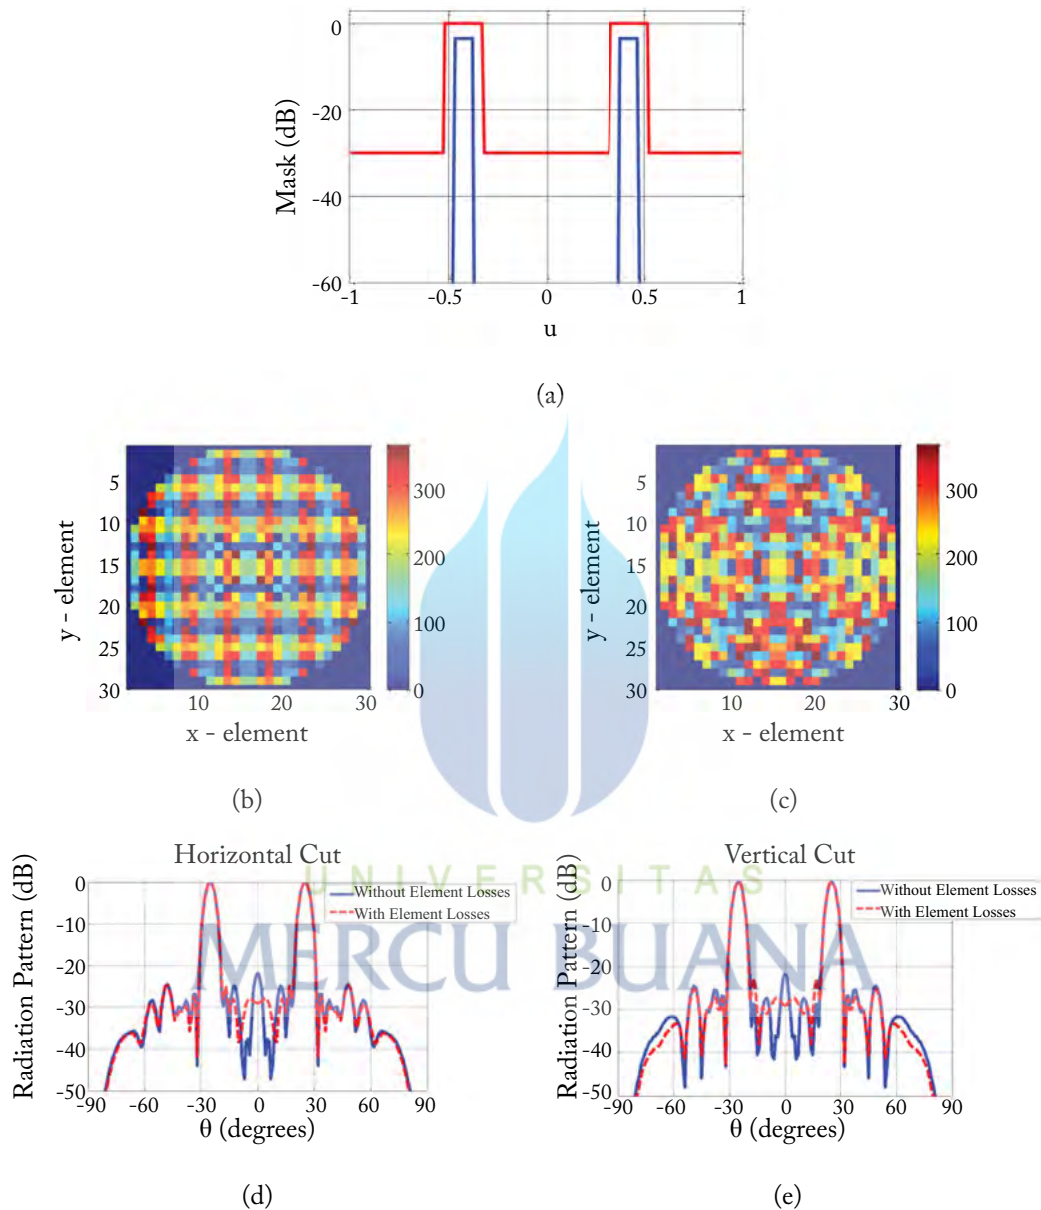 0
-20
-40
-60
Mask (dB)
-1 -0.5 0 0.5 1
u
(a)
5
10
15
20
25
30
y - element
10 20 30
x - element
300
200
100
0
(b)
5
10
15
20
25
30
y - element
10 20 30
x - element
300
200
100
0
(c)
UNIVERSITAS
MERCU BUANA
Horizontal Cut
0
-10
-20
-30
-40
-50
Radiation Pattern (dB)
Without Element Losses
With Element Losses
-90 -60 -30 0 30 60 90
θ (degrees)
(d)
Vertical Cut
0
-10
-20
-30
-40
-50
Radiation Pattern (dB)
Without Element Losses
With Element Losses
-90 -60 -30 0 30 60 90
θ (degrees)
(e)